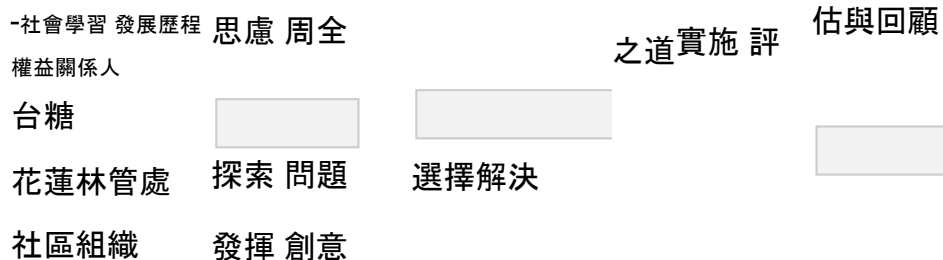 -社會學習 發展歷程 思慮 周全 之道實施 評 估與回顧
權益關係人
台糖
花蓮林管處 探索 問題 選擇解決
社區組織 發揮 創意